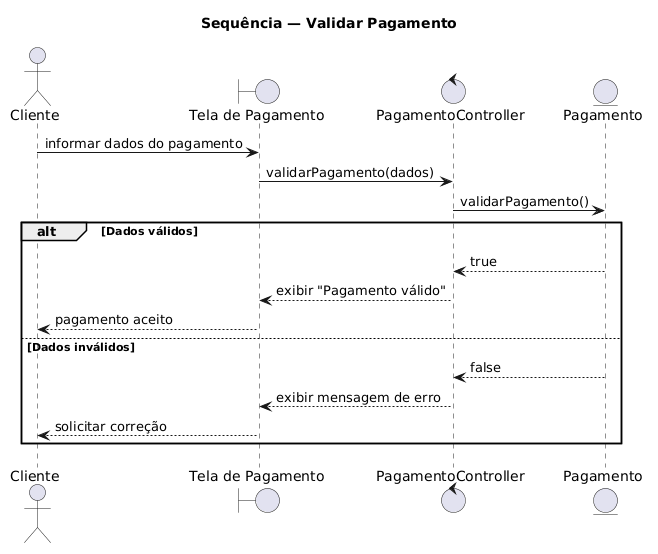 Sequência — Validar Pagamento
Cliente
Tela de Pagamento
PagamentoController
Pagamento
informar dados do pagamento
validarPagamento(dados)
validarPagamento()
alt [Dados válidos]
true
exibir "Pagamento válido"
pagamento aceito
[Dados inválidos]
false
exibir mensagem de erro
solicitar correção
Cliente
Tela de Pagamento
PagamentoController
Pagamento